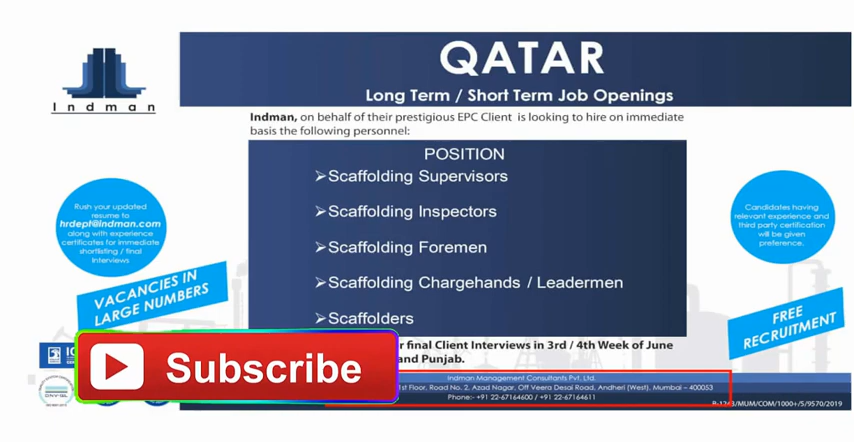 QATAR
Long Term / Short Term Job Openings
Indman
Indman, on behalf of their prestigious EPC Client is looking to hire on immediate
basis the following personnel:
POSITION
➢Scaffolding Supervisors
➢Scaffolding Inspectors
➢Scaffolding Foremen
➢Scaffolding Chargehands / Leadermen
➢Scaffolders
Rush your updated
resume to
hrdept@indman.com
along with experience
certificates for immediate
shortlisting / final
Interviews
VACANCIES IN
LARGE NUMBERS
Candidates having
relevant experience and
third party certification
will be given
preference.
FREE
RECRUITMENT
final Client Interviews in 3rd / 4th Week of June
and Punjab.
Subscribe
Indman Management Consultants Pvt. Ltd.
1st Floor, Road No. 2, Azad Nagar, Off Veera Desai Road, Andheri (West), Mumbai – 400053
Phone:- +91 22-67164600 / +91 22-67164611
/MUM/COM/1000+/5/9570/2019